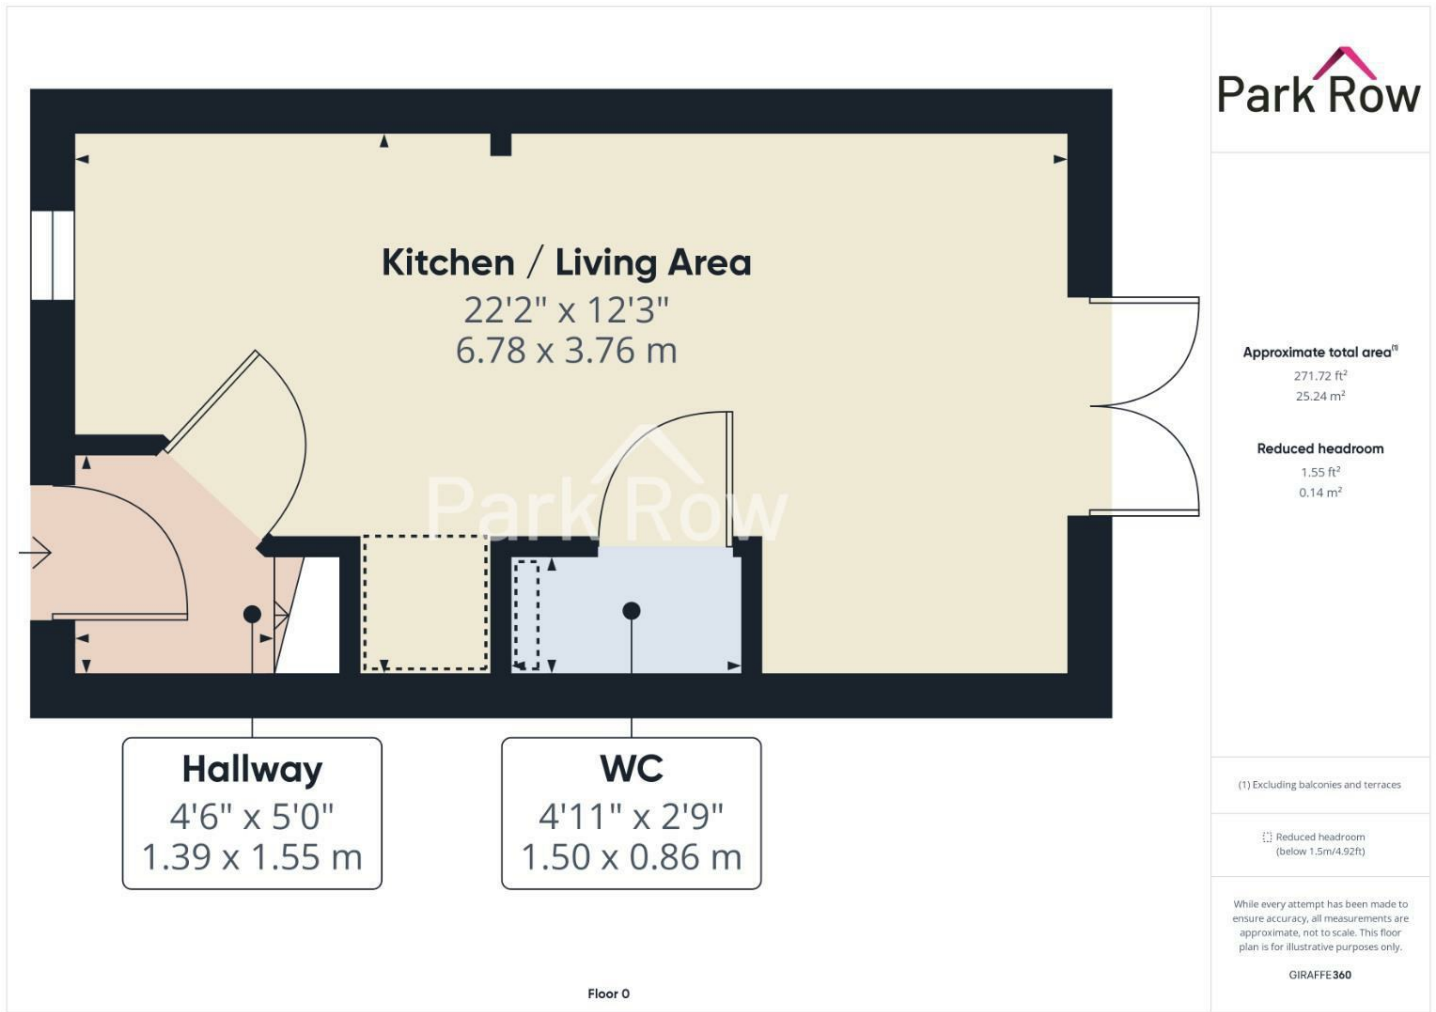 Park Row
Kitchen / Living Area
22'2" x 12'3"
6.78 x 3.76 m
Park Row
Hallway
4'6" x 5'0"
1.39 x 1.55 m
WC
4'11" x 2'9"
1.50 x 0.86 m
Floor 0
Approximate total area(1)
271.72 ft²
25.24 m²
Reduced headroom
1.55 ft²
0.14 m²
(1) Excluding balconies and terraces
Reduced headroom
(below 1.5m/4.92ft)
While every attempt has been made to
ensure accuracy, all measurements are
approximate, not to scale. This floor
plan is for illustrative purposes only.
GIRAFFE360